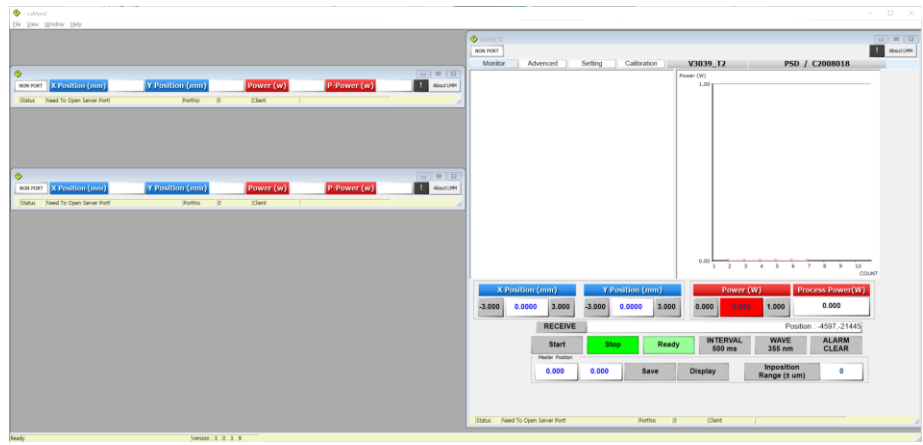 LaMonX
File View Window Help
NON PORT X Position (mm) Y Position (mm) Power (w) P-Power (w) ! About LMM
Status Need To Open Server Port! PortNo 0 Client
NON PORT X Position (mm) Y Position (mm) Power (w) P-Power (w) ! About LMM
Status Need To Open Server Port! PortNo 0 Client
V3039_T2
NON PORT ! About LMM
Monitor Advanced Setting Calibration V3039_T2 PSD / C2008018
Power (W)
1.00
0.00
1 2 3 4 5 6 7 8 9 10
COUNT
X Position (mm) Y Position (mm) Power (W) Process Power(W)
-3.000 0.0000 3.000 -3.000 0.0000 3.000 0.000 0.000 1.000 0.000
RECEIVE Position : -4597,-21445
Start Stop Ready INTERVAL 500 ms WAVE 355 nm ALARM CLEAR
Master Position
0.000 0.000 Save Display Inposition Range (± um) 0
Status Need To Open Server Port! PortNo 0 Client
Ready Version : 3 . 0 . 3 . 9